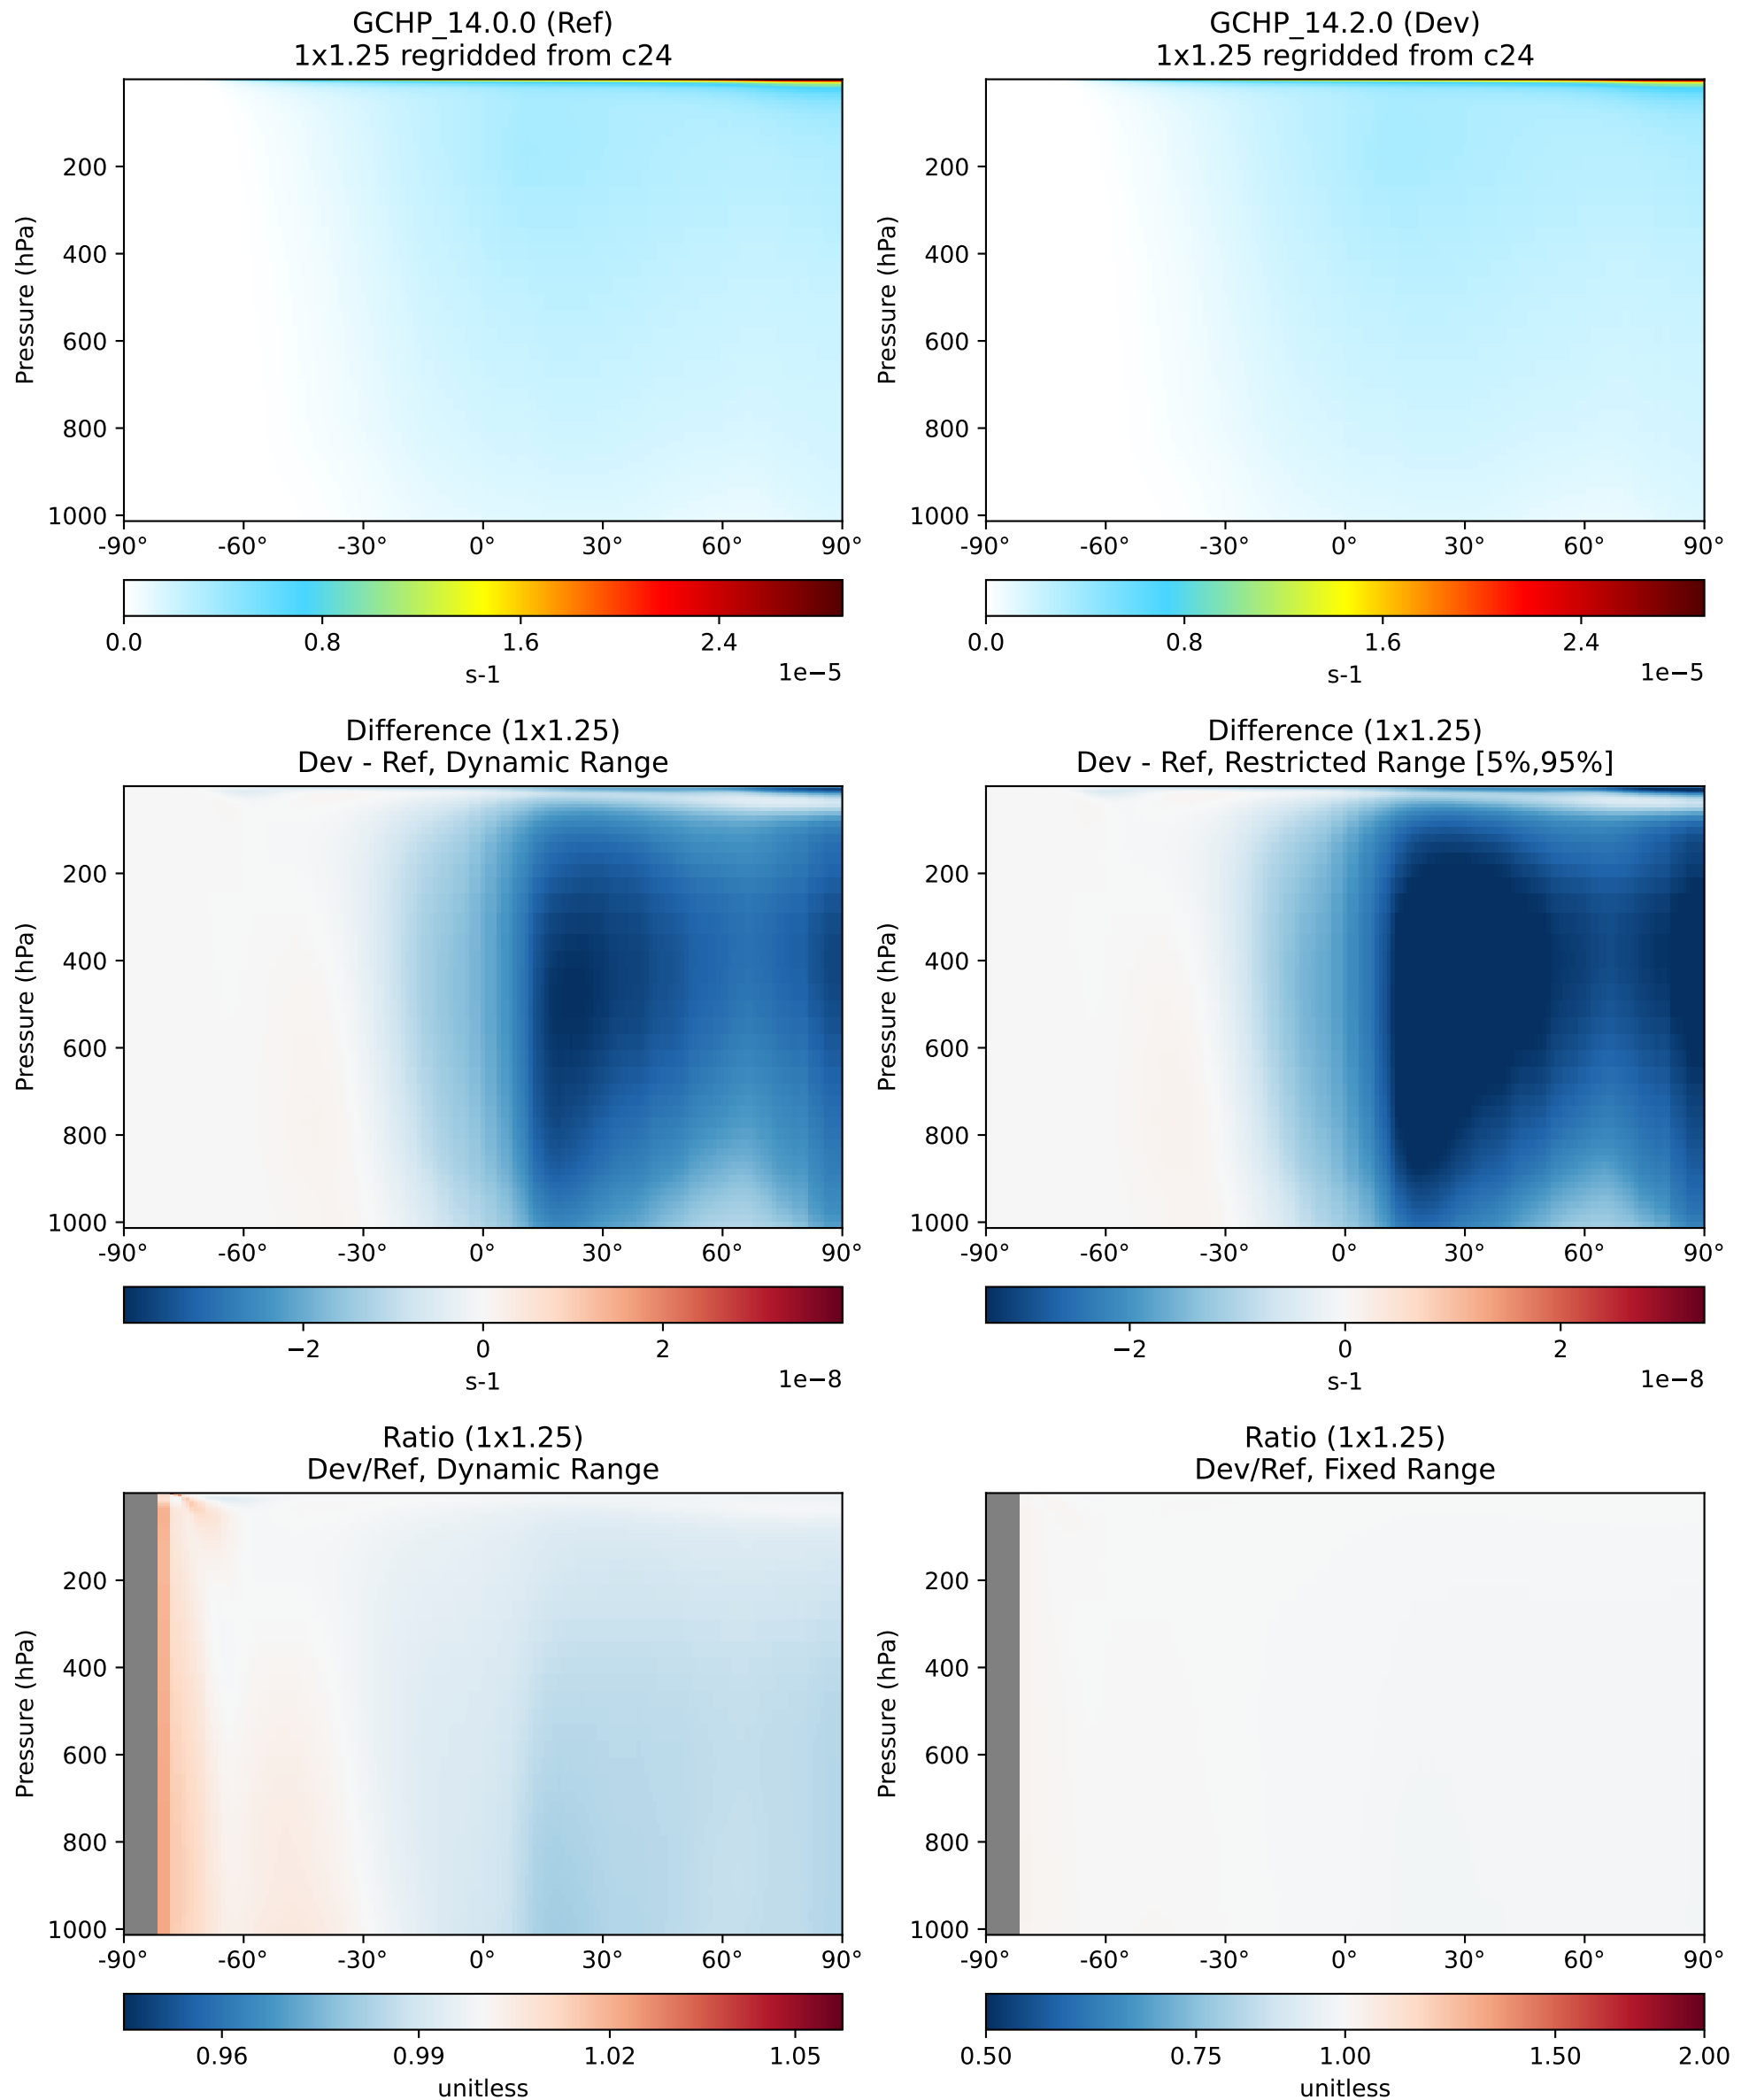 GCHP_14.0.0 (Ref)
1x1.25 regridded from c24
Pressure (hPa)
200
400
600
800
1000
-90° -60° -30° 0° 30° 60° 90°
0.0 0.8 1.6 2.4
s-1
1e−5
GCHP_14.2.0 (Dev)
1x1.25 regridded from c24
Pressure (hPa)
200
400
600
800
1000
-90° -60° -30° 0° 30° 60° 90°
0.0 0.8 1.6 2.4
s-1
1e−5
Difference (1x1.25)
Dev - Ref, Dynamic Range
Pressure (hPa)
200
400
600
800
1000
-90° -60° -30° 0° 30° 60° 90°
−2 0 2
s-1
1e−8
Difference (1x1.25)
Dev - Ref, Restricted Range [5%,95%]
Pressure (hPa)
200
400
600
800
1000
-90° -60° -30° 0° 30° 60° 90°
−2 0 2
s-1
1e−8
Ratio (1x1.25)
Dev/Ref, Dynamic Range
Pressure (hPa)
200
400
600
800
1000
-90° -60° -30° 0° 30° 60° 90°
0.96 0.99 1.02 1.05
unitless
Ratio (1x1.25)
Dev/Ref, Fixed Range
Pressure (hPa)
200
400
600
800
1000
-90° -60° -30° 0° 30° 60° 90°
0.50 0.75 1.00 1.50 2.00
unitless